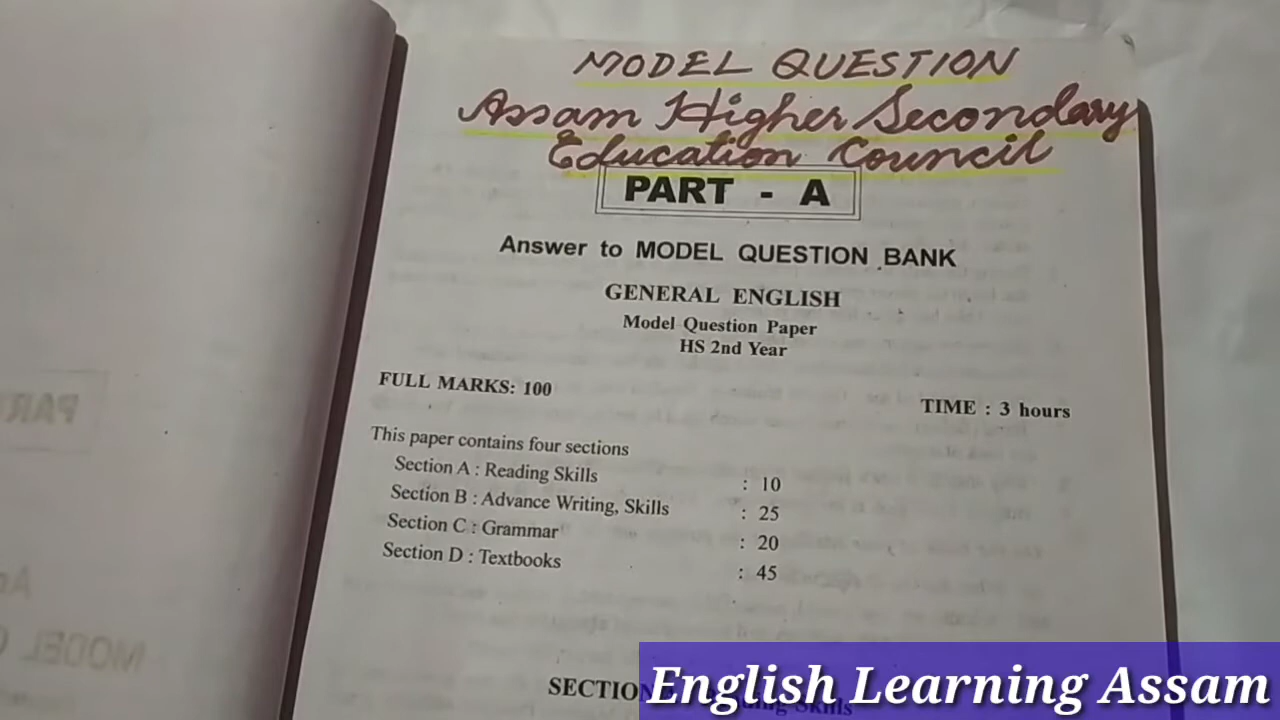 MODEL QUESTION
Assam Higher Secondary
Education Council
PART - A
Answer to MODEL QUESTION BANK
GENERAL ENGLISH
Model Question Paper
HS 2nd Year
FULL MARKS: 100
TIME : 3 hours
This paper contains four sections
Section A : Reading Skills : 10
Section B : Advance Writing, Skills : 25
Section C : Grammar : 20
Section D : Textbooks : 45
SECTION Skills
English Learning Assam